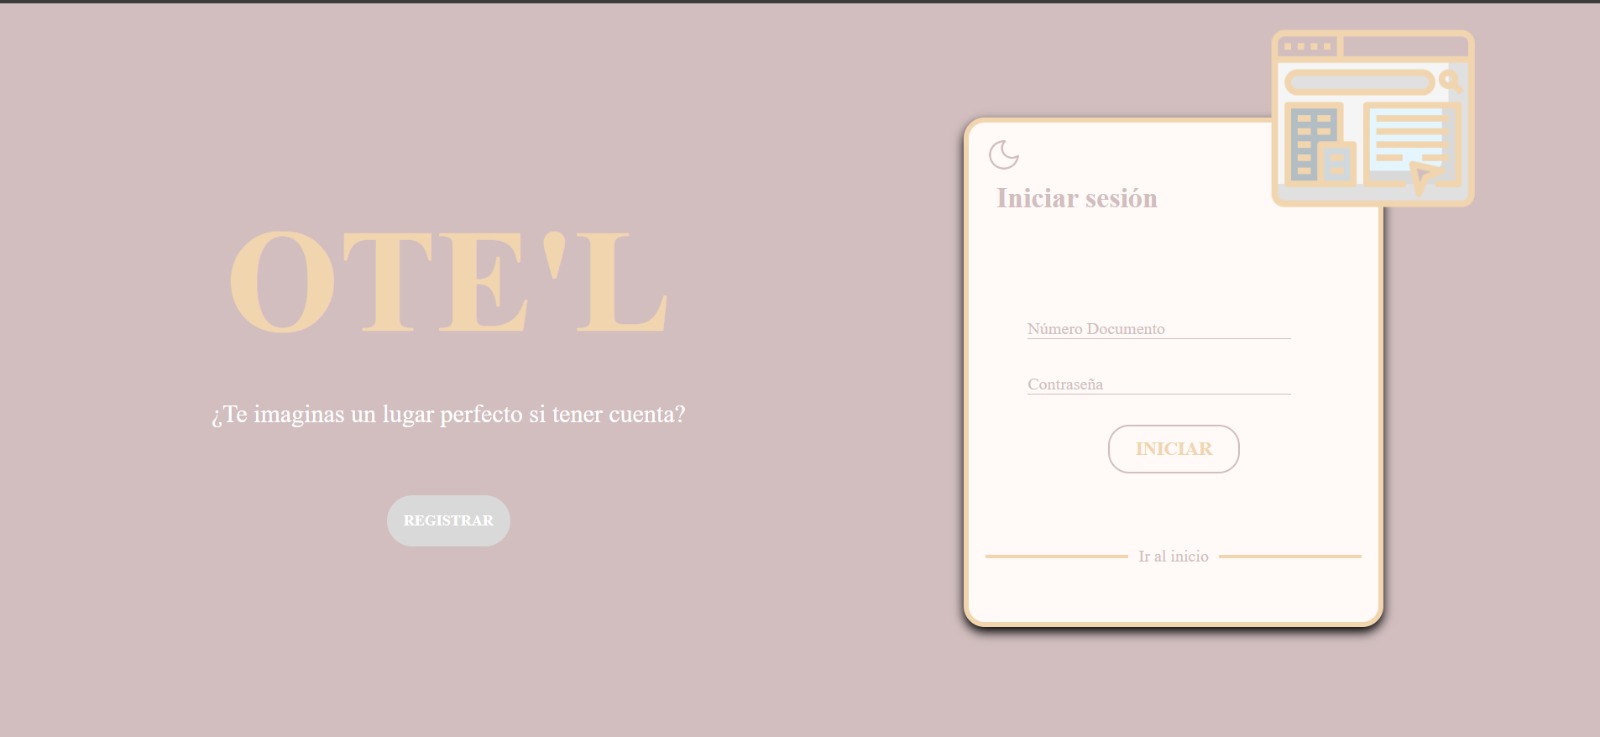 OTE'L
¿Te imaginas un lugar perfecto si tener cuenta?
REGISTRAR
Iniciar sesión
Número Documento
Contraseña
INICIAR
Ir al inicio